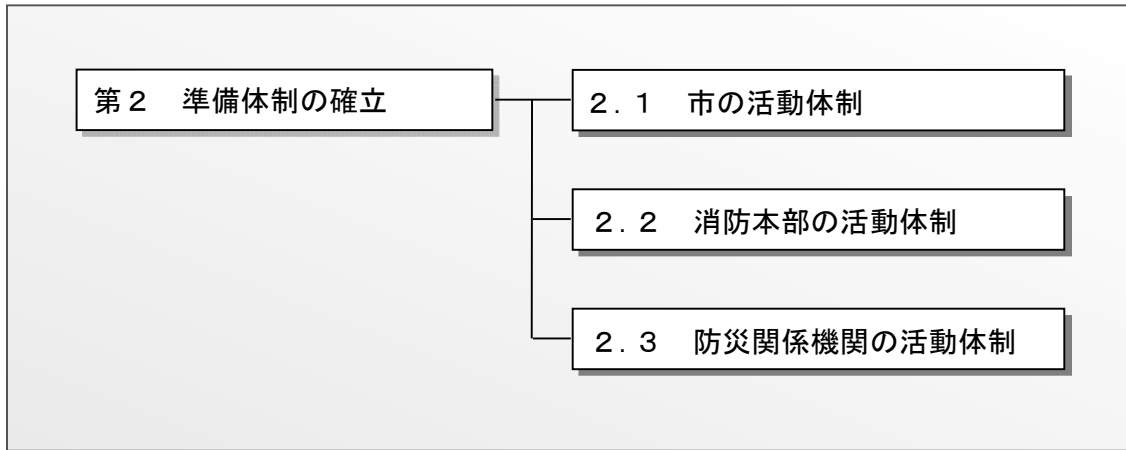 第２　準備体制の確立
２．１　市の活動体制
２．２　消防本部の活動体制
２．３　防災関係機関の活動体制